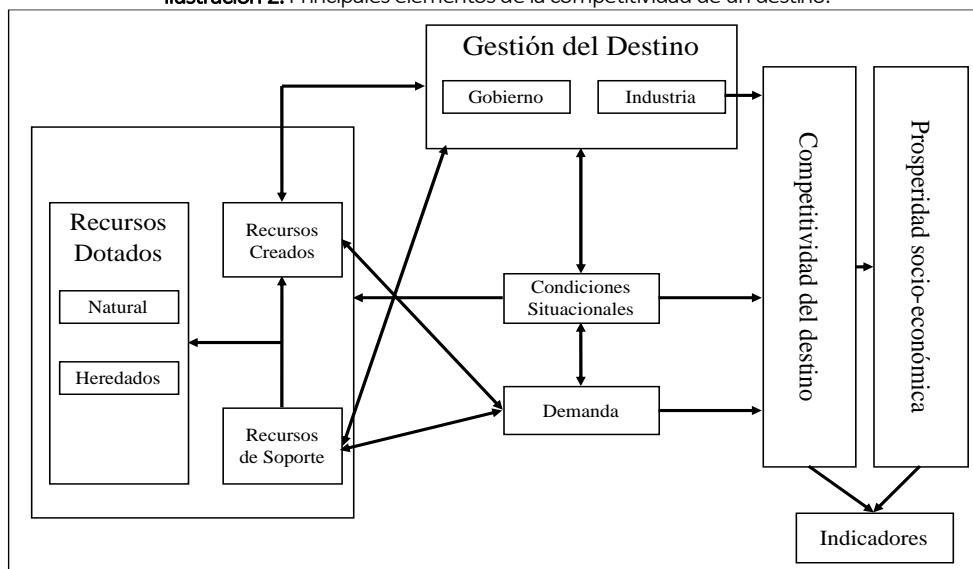 Ilustración 2. Principales elementos de la competitividad de un destino.
Gestión del Destino
Gobierno
Industria
Recursos
Dotados
Natural
Heredados
Recursos
Creados
Recursos
de Soporte
Condiciones
Situacionales
Demanda
Competitividad del destino
Prosperidad socio-económica
Indicadores